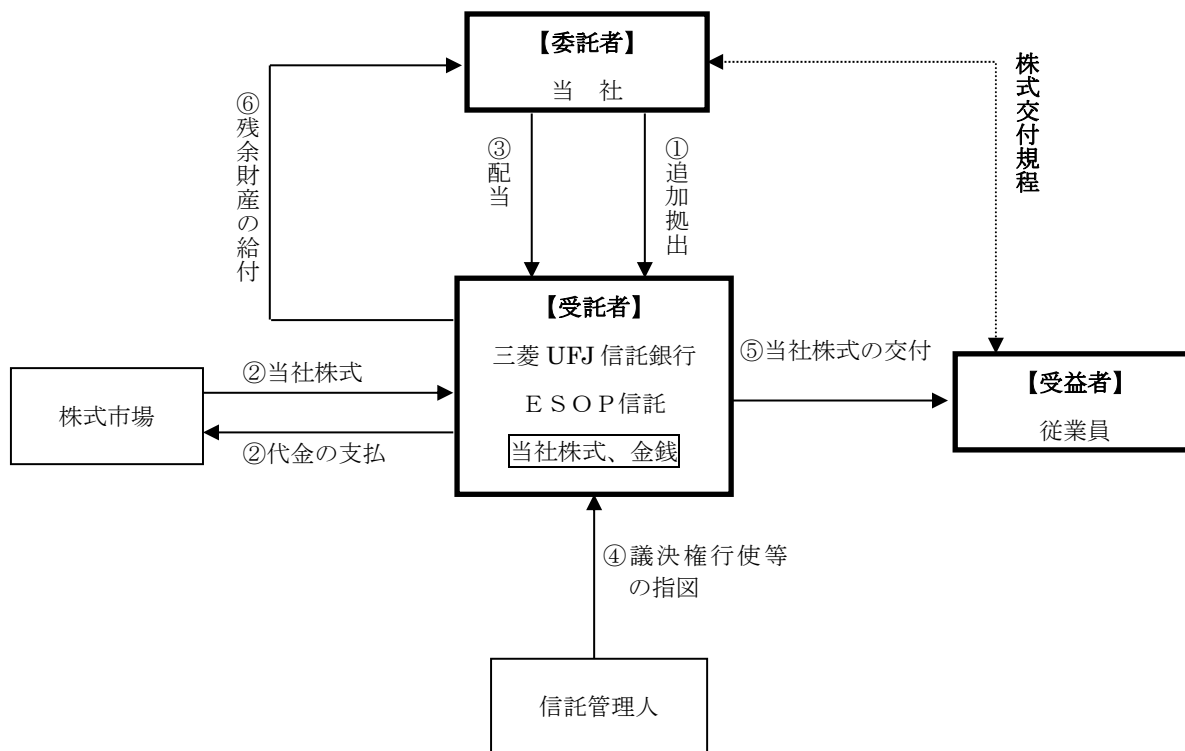 【委託者】
当　社
株式交付規程
⑥残余財産の給付
③配当
①追加拠出
【受託者】
三菱 UFJ 信託銀行
ＥＳＯＰ信託
当社株式、金銭
⑤当社株式の交付
【受益者】
従業員
②当社株式
株式市場
②代金の支払
④議決権行使等
の指図
信託管理人